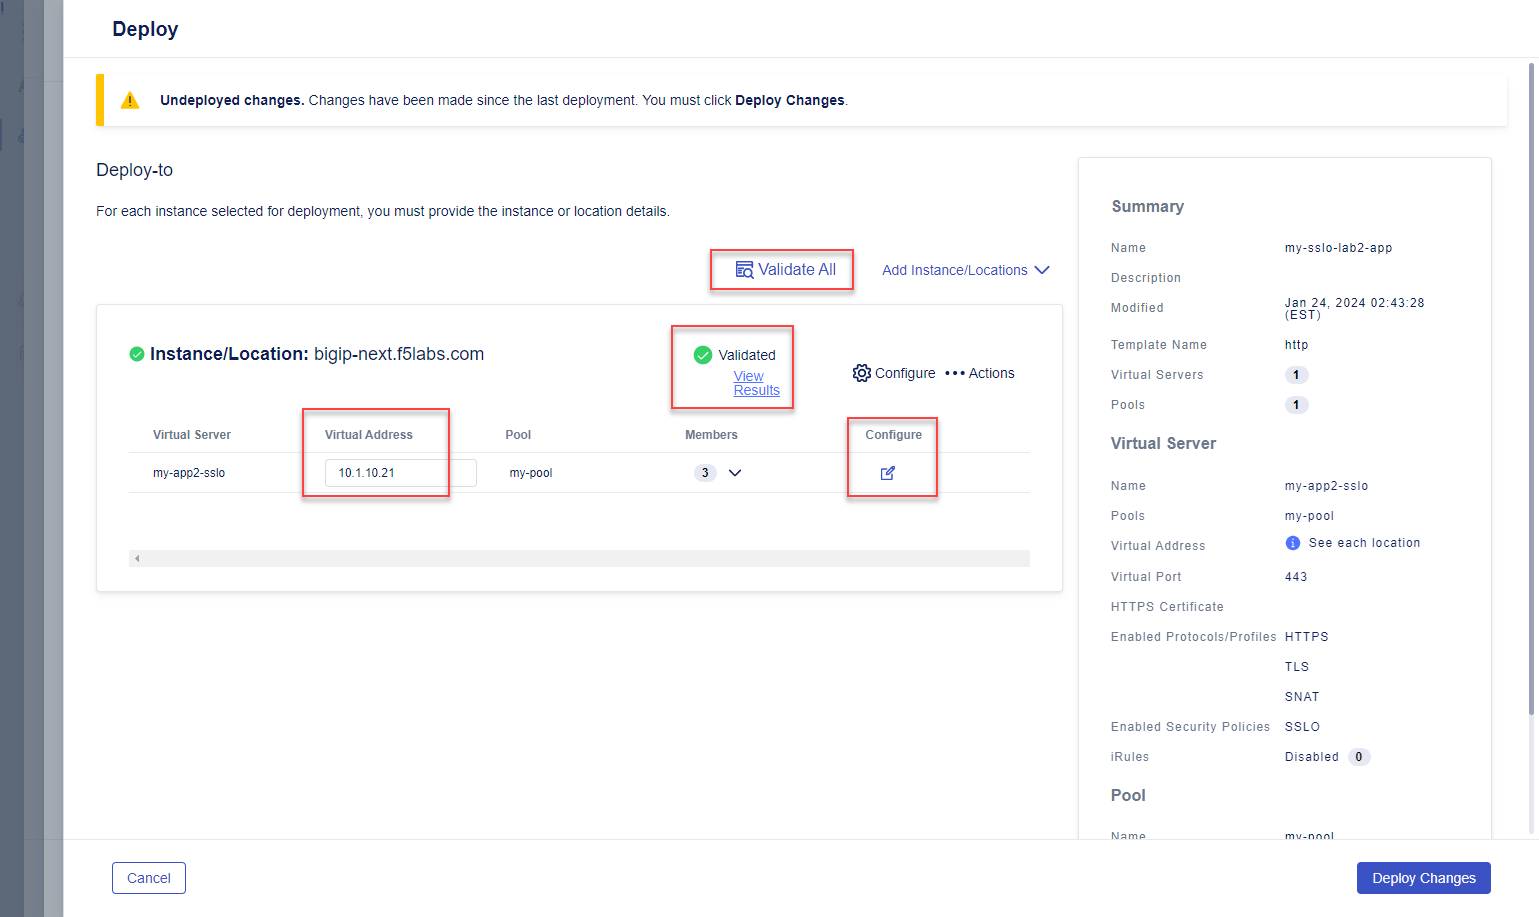 Deploy
Undeployed changes. Changes have been made since the last deployment. You must click Deploy Changes.
Deploy-to
For each instance selected for deployment, you must provide the instance or location details.
Validate All
Add Instance/Locations
Instance/Location: bigip-next.f5labs.com
Validated
View
Results
Configure
••• Actions
Virtual Server
Virtual Address
Pool
Members
Configure
my-app2-sslo
10.1.10.21
my-pool
3
Summary
Name my-sslo-lab2-app
Description
Modified Jan 24, 2024 02:43:28
(EST)
Template Name http
Virtual Servers 1
Pools 1
Virtual Server
Name my-app2-sslo
Pools my-pool
Virtual Address See each location
Virtual Port 443
HTTPS Certificate
Enabled Protocols/Profiles HTTPS
TLS
SNAT
Enabled Security Policies SSLO
iRules Disabled 0
Pool
Name my-pool
Cancel
Deploy Changes